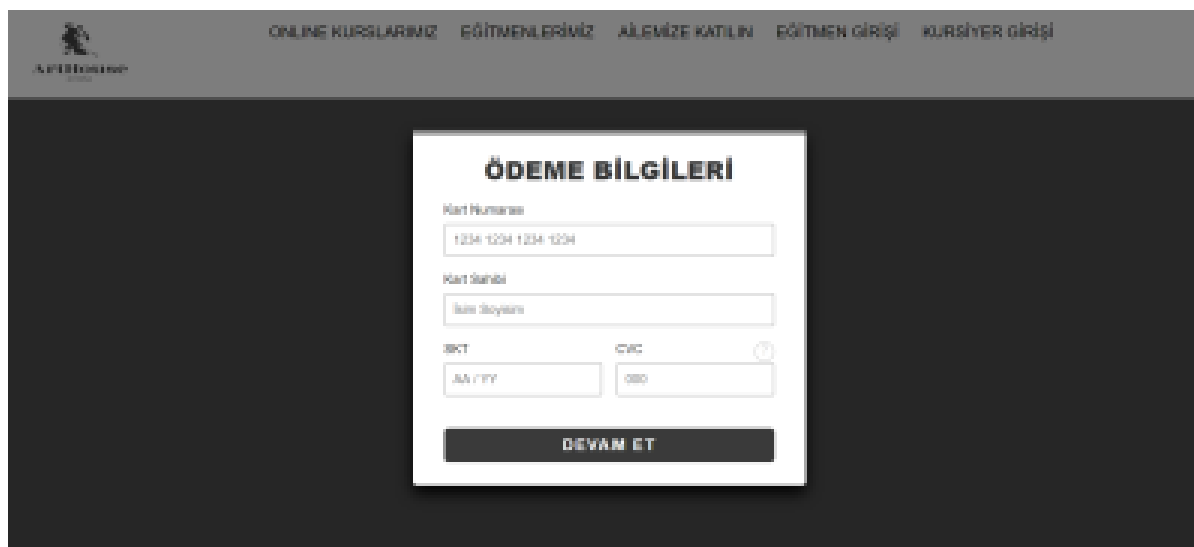 ONLINE KURSLARIMIZ EĞİTMENLERİMİZ AİLEMİZE KATILIN EĞİTMEN GİRİŞİ KURSİYER GİRİŞİ
ArtHouse
ÖDEME BİLGİLERİ
Kart Numarası
1234 1234 1234 1234
Kart Sahibi
İsim Soyisim
SKT CVC ?
AA / YY 000
DEVAM ET